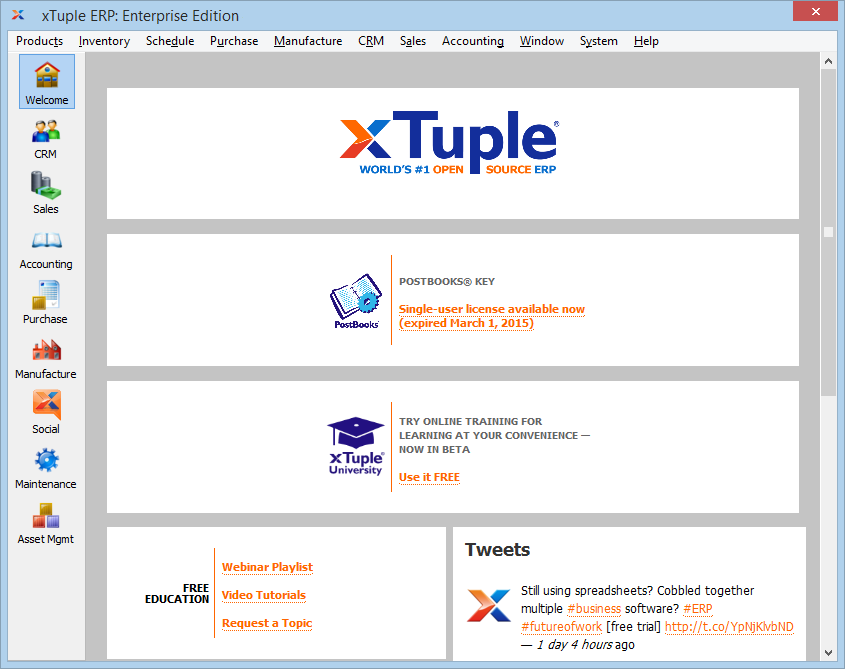 xTuple ERP: Enterprise Edition
Products Inventory Schedule Purchase Manufacture CRM Sales Accounting Window System Help
Welcome
CRM
Sales
Accounting
Purchase
Manufacture
Social
Maintenance
Asset Mgmt
xTuple®
WORLD'S #1 OPEN SOURCE ERP
PostBooks®
POSTBOOKS® KEY
Single-user license available now
(expired March 1, 2015)
xTuple®
University
TRY ONLINE TRAINING FOR
LEARNING AT YOUR CONVENIENCE —
NOW IN BETA
Use it FREE
FREE
EDUCATION
Webinar Playlist
Video Tutorials
Request a Topic
Tweets
Still using spreadsheets? Cobbled together
multiple #business software? #ERP
#futureofwork [free trial] http://t.co/YpNjKlvbND
— 1 day 4 hours ago